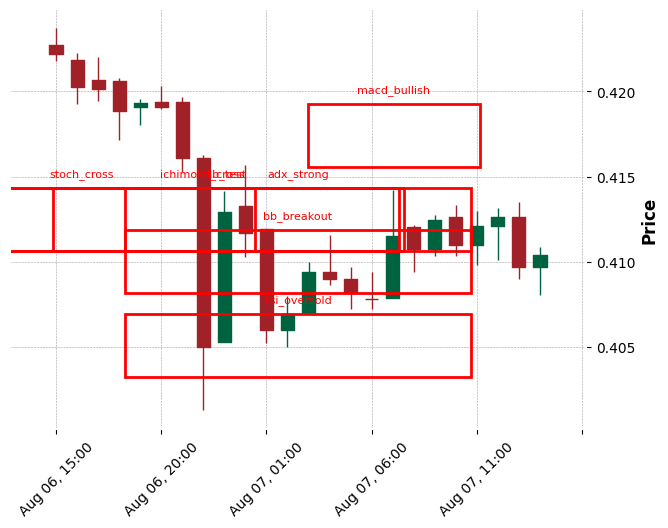 macd_bullish
0.420
stoch_cross
adx_strong
0.415
bb_breakout
Price
0.410
0.405
Aug 06, 15:00
Aug 06, 20:00
Aug 07, 01:00
Aug 07, 06:00
Aug 07, 11:00